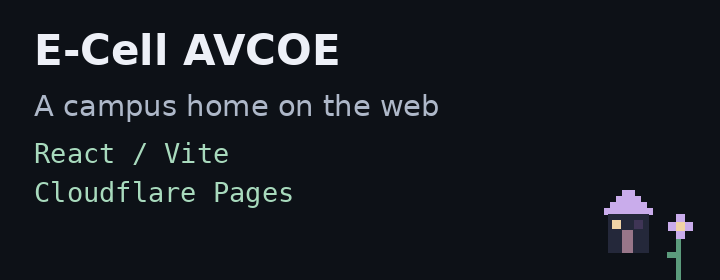 E-Cell AVCOE
A campus home on the web
React / Vite
Cloudflare Pages